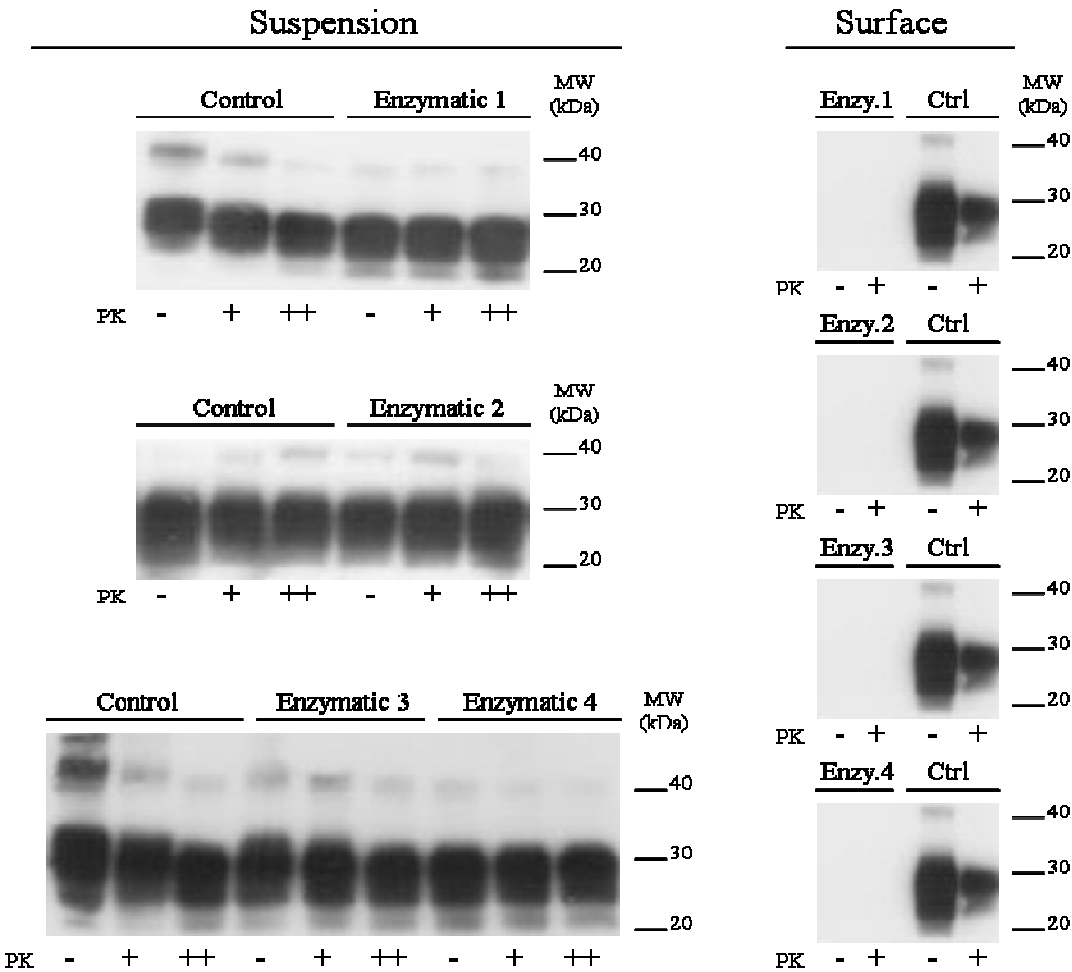 Suspension
Control Enzymatic 1 MW (kDa)
40
30
20
PK - + ++ - + ++
Control Enzymatic 2 MW (kDa)
40
30
20
PK - + ++ - + ++
Control Enzymatic 3 Enzymatic 4 MW (kDa)
40
30
20
PK - + ++ - + ++ - + ++
Surface
Enzy.1 Ctrl MW (kDa)
40
30
20
PK - + - +
Enzy.2 Ctrl
40
30
20
PK - + - +
Enzy.3 Ctrl
40
30
20
PK - + - +
Enzy.4 Ctrl
40
30
20
PK - + - +